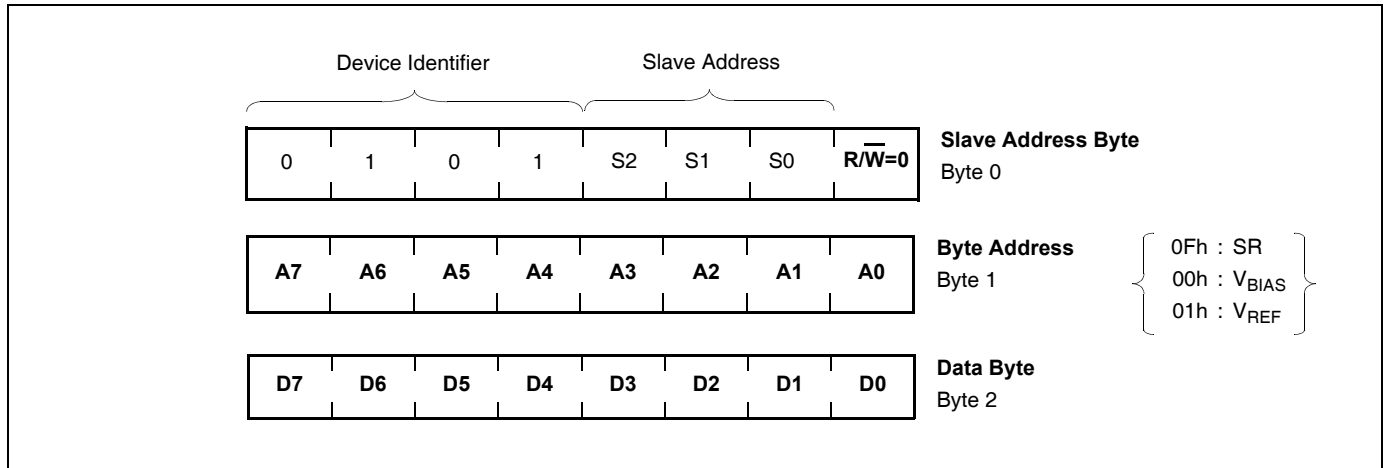 Device Identifier Slave Address
0 1 0 1 S2 S1 S0 R/W̅=0
Slave Address Byte
Byte 0
A7 A6 A5 A4 A3 A2 A1 A0
Byte Address
Byte 1
0Fh : SR
00h : VBIAS
01h : VREF
D7 D6 D5 D4 D3 D2 D1 D0
Data Byte
Byte 2